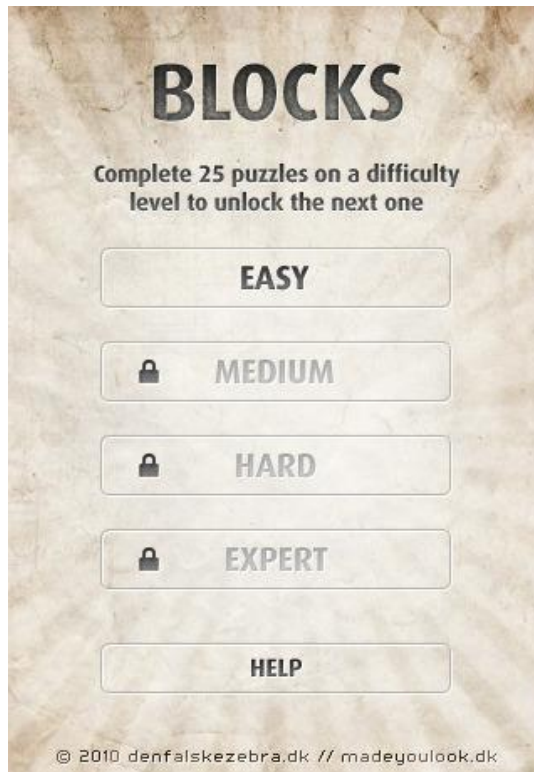 BLOCKS
Complete 25 puzzles on a difficulty
level to unlock the next one
EASY
MEDIUM
HARD
EXPERT
HELP
© 2010 denfalskezebra.dk // madeyoulook.dk